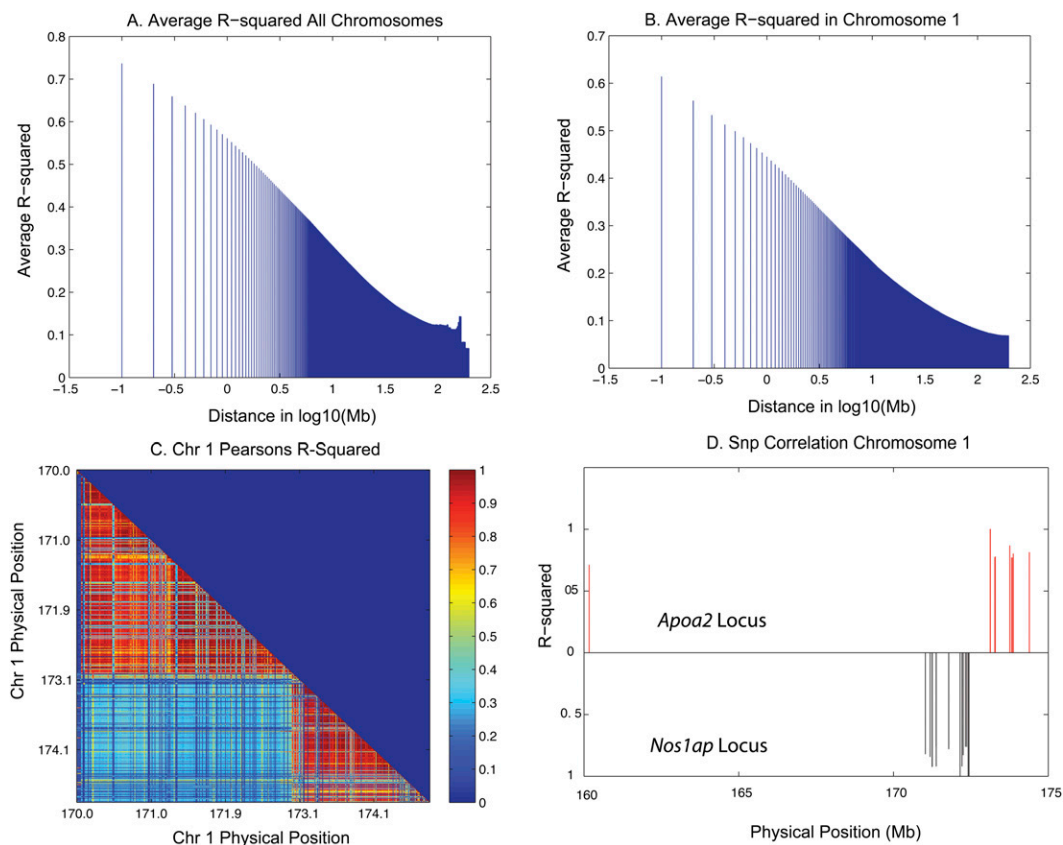 A. Average R-squared All Chromosomes
0.8
0.7
0.6
0.5
0.4
0.3
0.2
0.1
0
Average R-squared
-1.5 -1 -0.5 0 0.5 1 1.5 2 2.5
Distance in log10(Mb)
B. Average R-squared in Chromosome 1
0.7
0.6
0.5
0.4
0.3
0.2
0.1
0
Average R-squared
-1.5 -1 -0.5 0 0.5 1 1.5 2 2.5
Distance in log10(Mb)
C. Chr 1 Pearsons R-Squared
170.0
171.0
171.9
173.1
174.1
Chr 1 Physical Position
170.0 171.0 171.9 173.1 174.1
Chr 1 Physical Position
1
0.9
0.8
0.7
0.6
0.5
0.4
0.3
0.2
0.1
0
D. Snp Correlation Chromosome 1
1
05
0
0.5
1
R-squared
Apoa2 Locus
Nos1ap Locus
160 165 170 175
Physical Position (Mb)